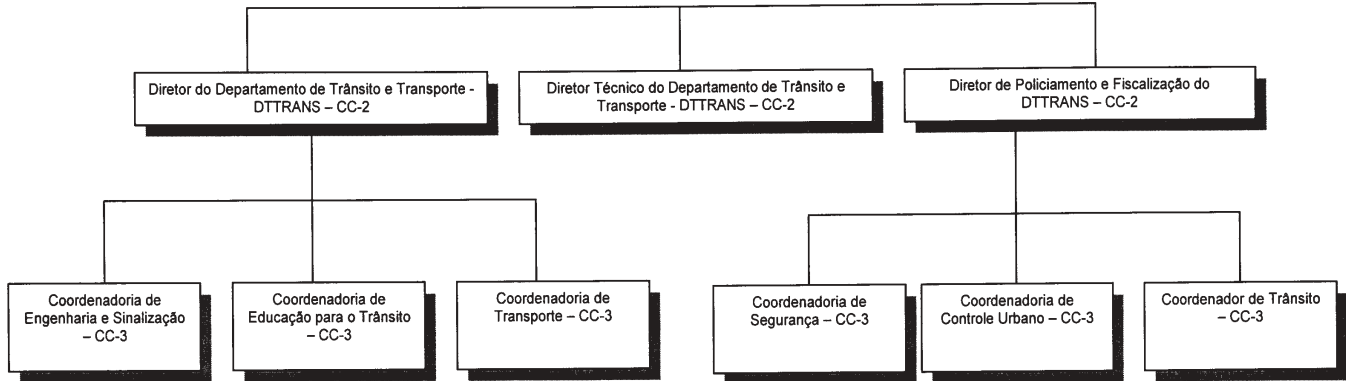 Diretor do Departamento de Trânsito e Transporte -
DTTRANS – CC-2
Diretor Técnico do Departamento de Trânsito e
Transporte - DTTRANS – CC-2
Diretor de Policiamento e Fiscalização do
DTTRANS – CC-2
Coordenadoria de
Engenharia e Sinalização
– CC-3
Coordenadoria de
Educação para o Trânsito
– CC-3
Coordenadoria de
Transporte – CC-3
Coordenadoria de
Segurança – CC-3
Coordenadoria de
Controle Urbano – CC-3
Coordenador de Trânsito
– CC-3